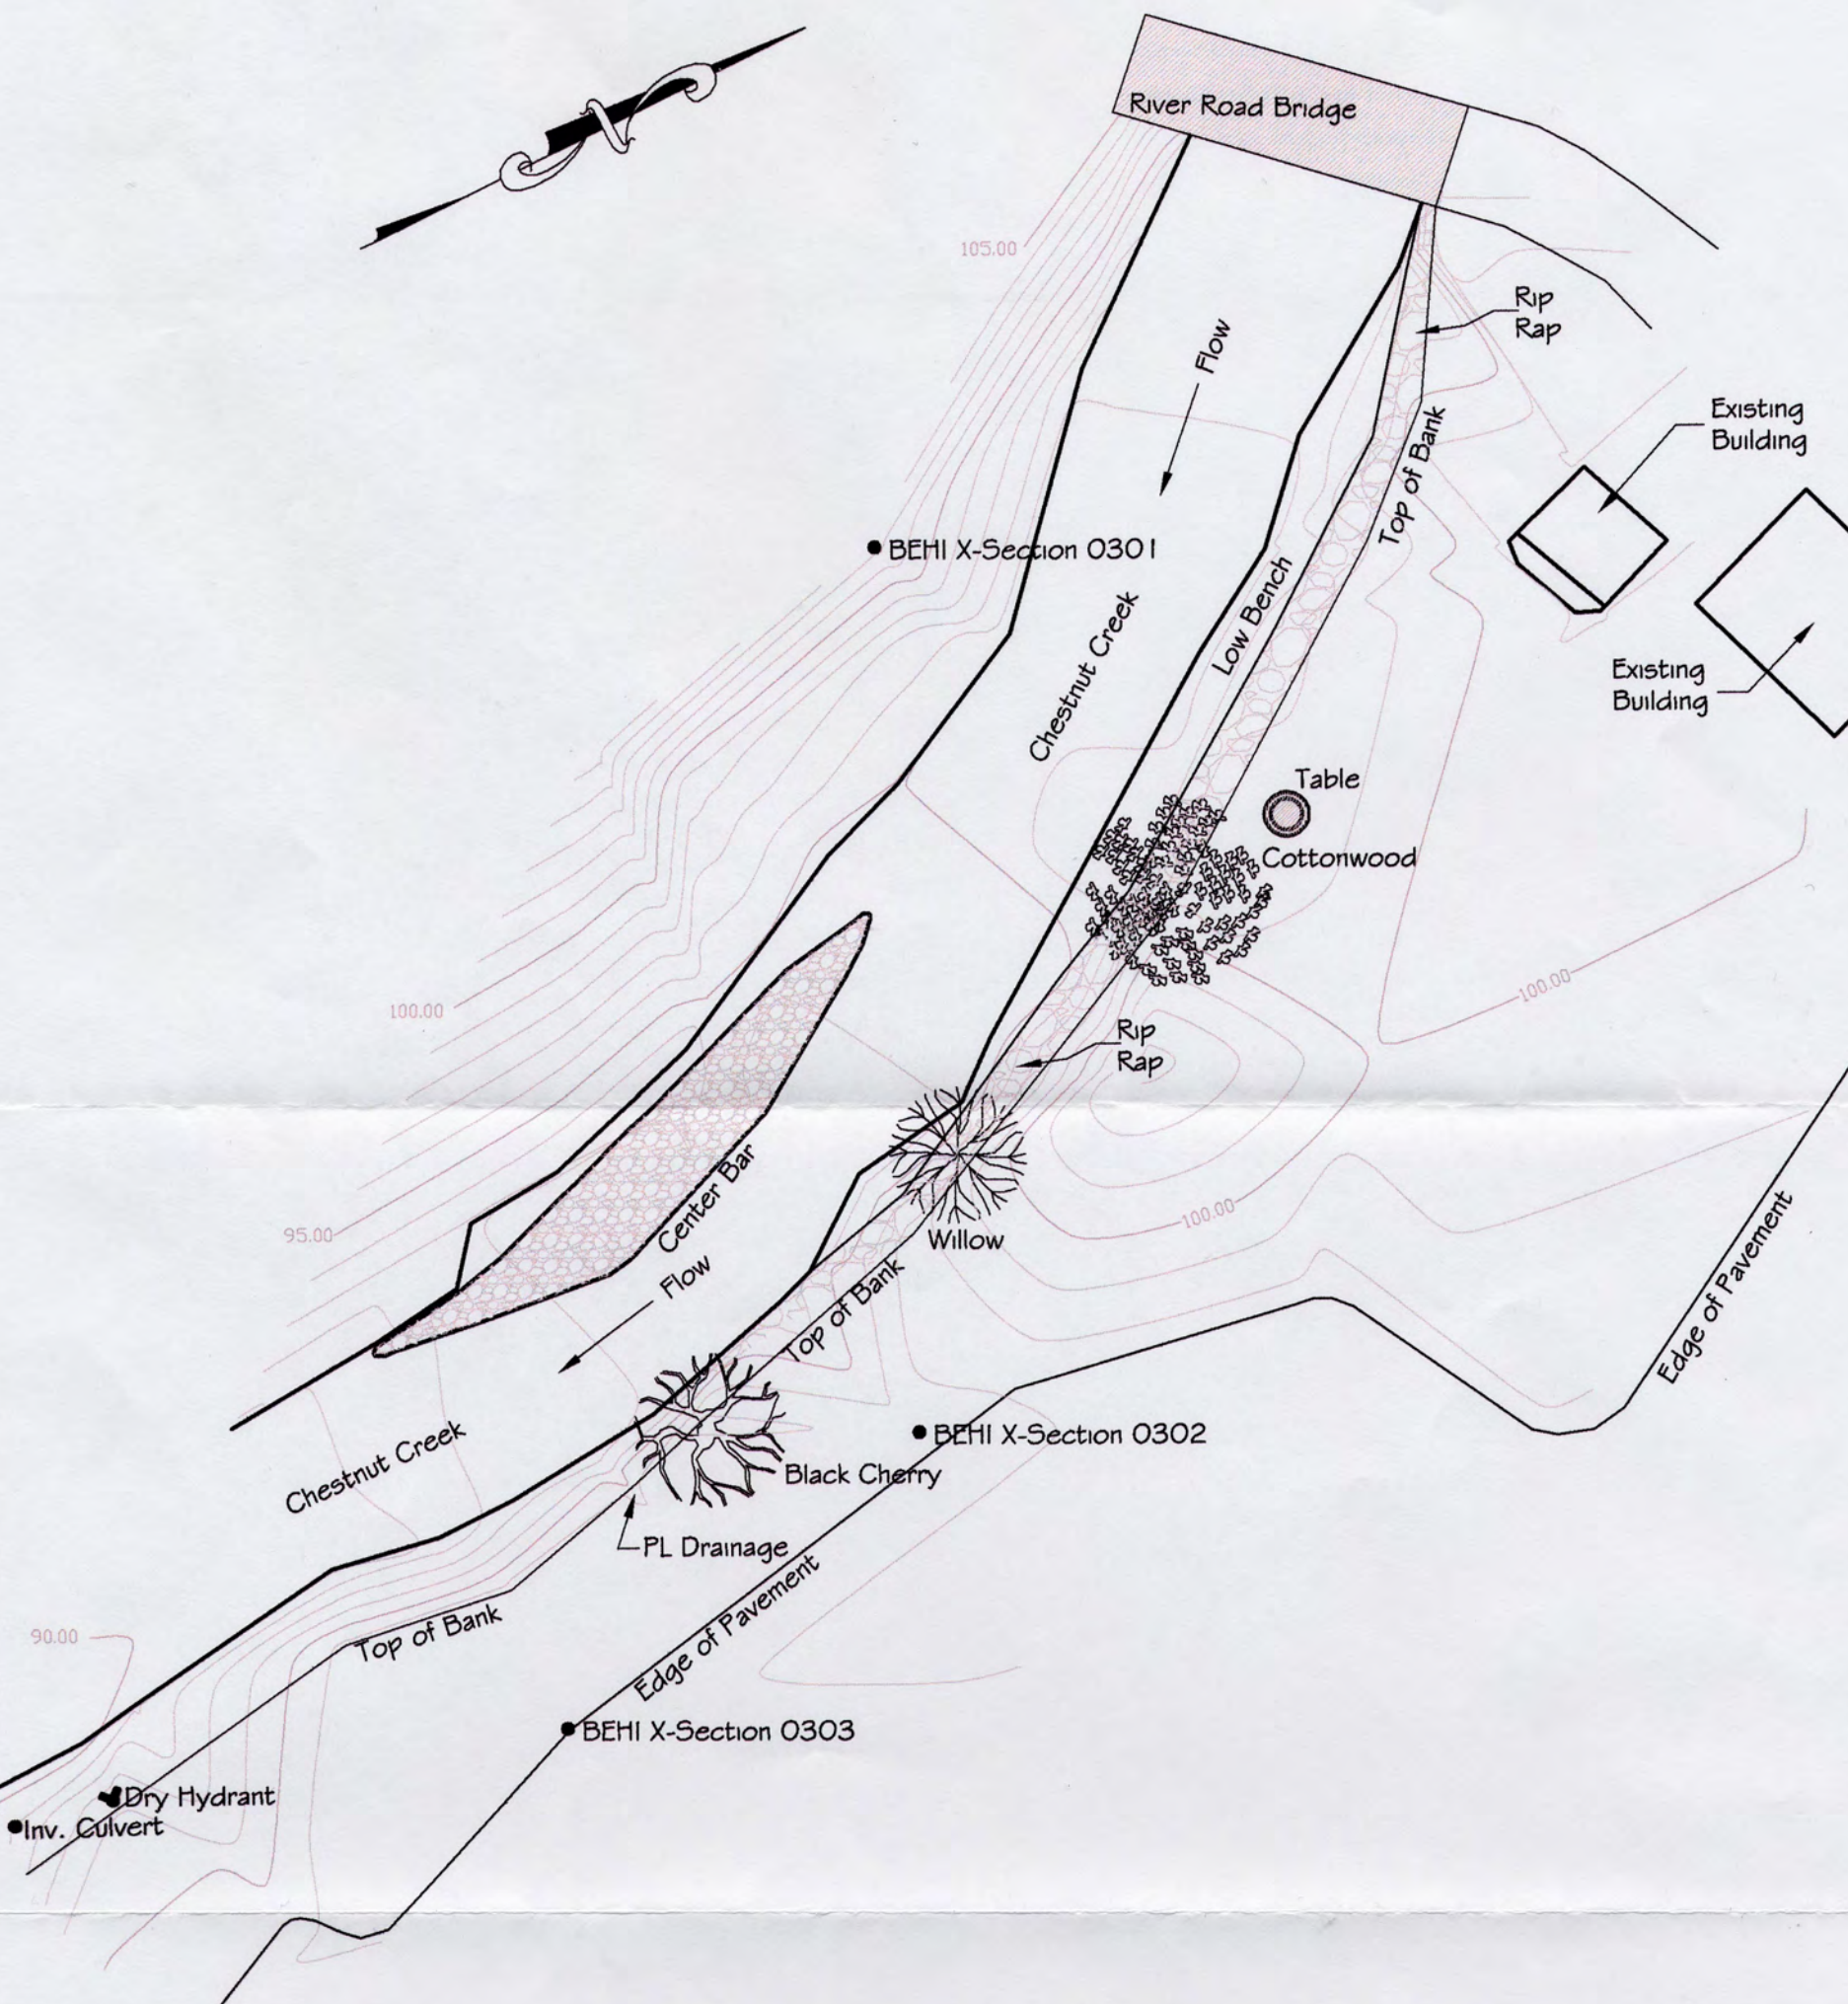 N
River Road Bridge
105.00
Rip
Rap
Flow
Existing
Building
Top of Bank
BEHI X-Section 0301
Low Bench
Chestnut Creek
Existing
Building
Table
Cottonwood
100.00
100.00
Rip
Rap
Center Bar
95.00
100.00
Willow
Flow
Top of Bank
Edge of Pavement
BEHI X-Section 0302
Chestnut Creek
Black Cherry
PL Drainage
90.00
Top of Bank
Edge of Pavement
BEHI X-Section 0303
Dry Hydrant
Inv. Culvert